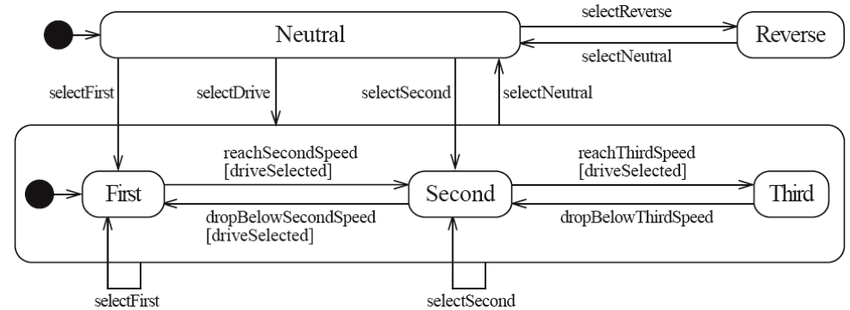 selectReverse
Neutral
Reverse
selectNeutral
selectFirst
selectDrive
selectSecond
selectNeutral
reachSecondSpeed
[driveSelected]
reachThirdSpeed
[driveSelected]
First
Second
Third
dropBelowSecondSpeed
[driveSelected]
dropBelowThirdSpeed
selectFirst
selectSecond